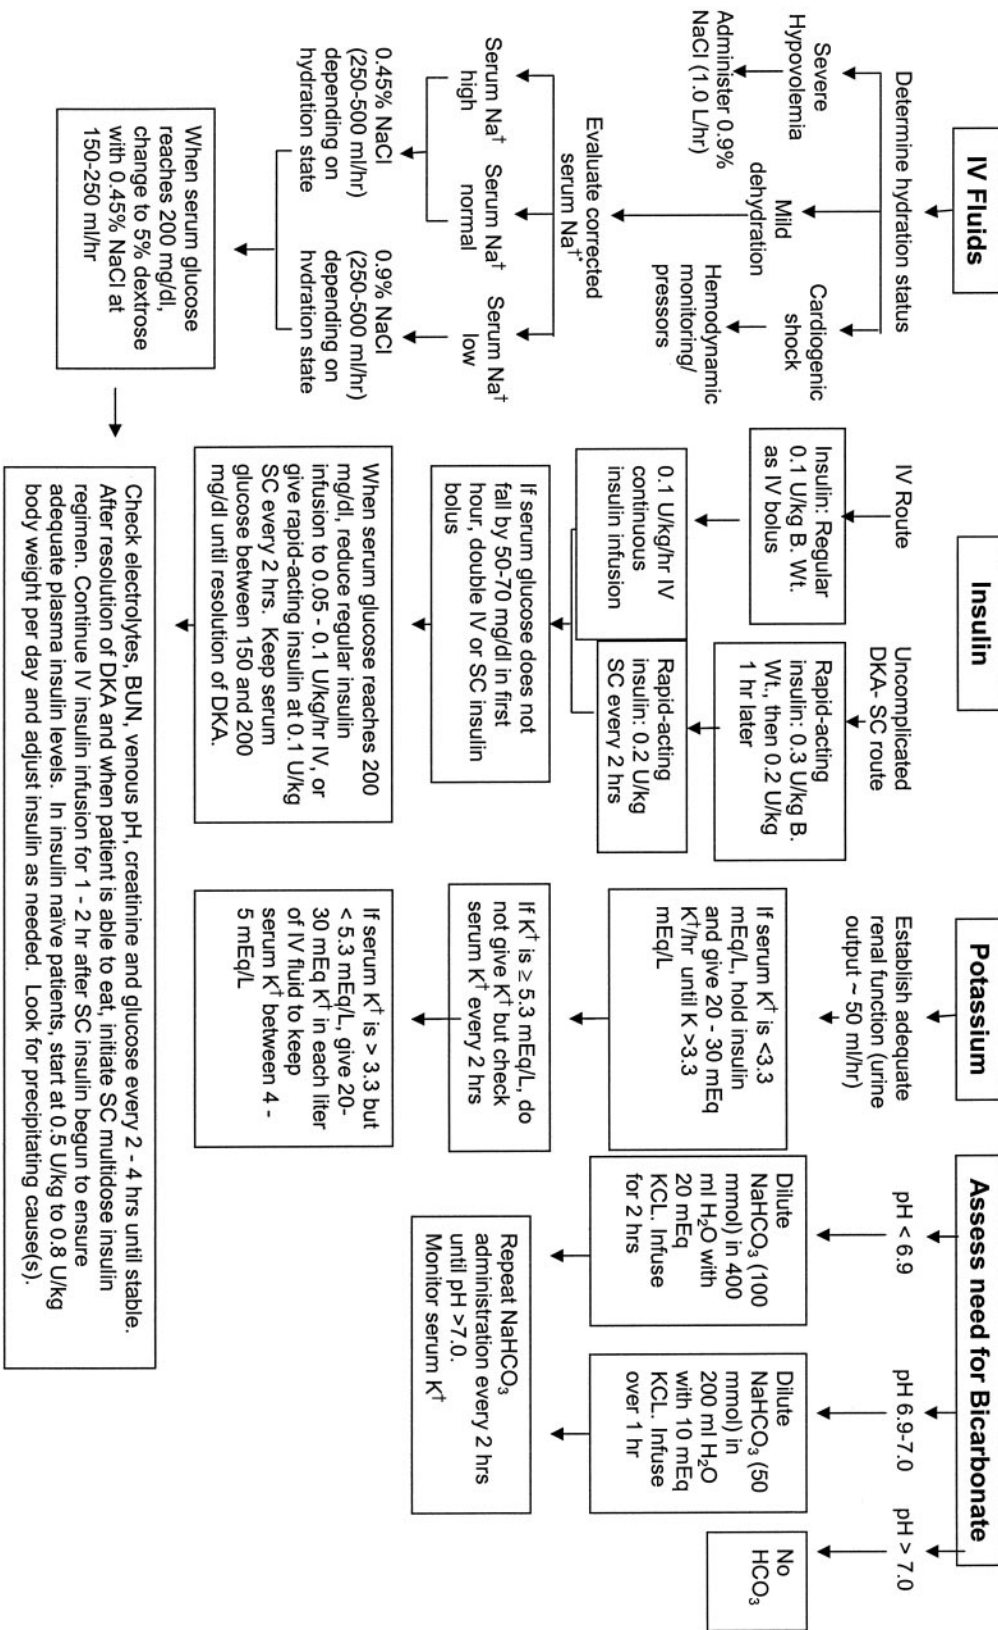 IV Fluids
Determine hydration status
Severe
Hypovolemia
Administer 0.9%
NaCl (1.0 L/hr)
Mild
dehydration
Cardiogenic
shock
Hemodynamic
monitoring/
pressors
Evaluate corrected
serum Na†*
Serum Na†
high
Serum Na†
normal
Serum Na†
low
0.45% NaCl
(250-500 ml/hr)
depending on
hydration state
0.9% NaCl
(250-500 ml/hr)
depending on
hvdration state
When serum glucose
reaches 200 mg/dl,
change to 5% dextrose
with 0.45% NaCl at
150-250 ml/hr
Insulin
IV Route
Insulin: Regular
0.1 U/kg B. Wt.
as IV bolus
0.1 U/kg/hr IV
continuous
insulin infusion
Uncomplicated
DKA- SC route
Rapid-acting
insulin: 0.3 U/kg B.
Wt., then 0.2 U/kg
1 hr later
Rapid-acting
insulin: 0.2 U/kg
SC every 2 hrs
If serum glucose does not
fall by 50-70 mg/dl in first
hour, double IV or SC insulin
bolus
When serum glucose reaches 200
mg/dl, reduce regular insulin
infusion to 0.05 - 0.1 U/kg/hr IV, or
give rapid-acting insulin at 0.1 U/kg
SC every 2 hrs. Keep serum
glucose between 150 and 200
mg/dl until resolution of DKA.
Potassium
Establish adequate
renal function (urine
output ~ 50 ml/hr)
If serum K† is <3.3
mEq/L, hold insulin
and give 20 - 30 mEq
K†/hr until K >3.3
mEq/L
If K† is ≥ 5.3 mEq/L, do
not give K† but check
serum K† every 2 hrs
If serum K† is > 3.3 but
< 5.3 mEq/L, give 20-
30 mEq K† in each liter
of IV fluid to keep
serum K† between 4 -
5 mEq/L
Assess need for Bicarbonate
pH < 6.9
Dilute
NaHCO₃ (100
mmol) in 400
ml H₂O with
20 mEq
KCL. Infuse
for 2 hrs
pH 6.9-7.0
Dilute
NaHCO₃ (50
mmol) in
200 ml H₂O
with 10 mEq
KCL. Infuse
over 1 hr
pH > 7.0
No
HCO₃
Repeat NaHCO₃
administration every 2 hrs
until pH >7.0.
Monitor serum K†
Check electrolytes, BUN, venous pH, creatinine and glucose every 2 - 4 hrs until stable.
After resolution of DKA and when patient is able to eat, initiate SC multidose insulin
regimen. Continue IV insulin infusion for 1 - 2 hr after SC insulin begun to ensure
adequate plasma insulin levels. In insulin naïve patients, start at 0.5 U/kg to 0.8 U/kg
body weight per day and adjust insulin as needed. Look for precipitating cause(s).